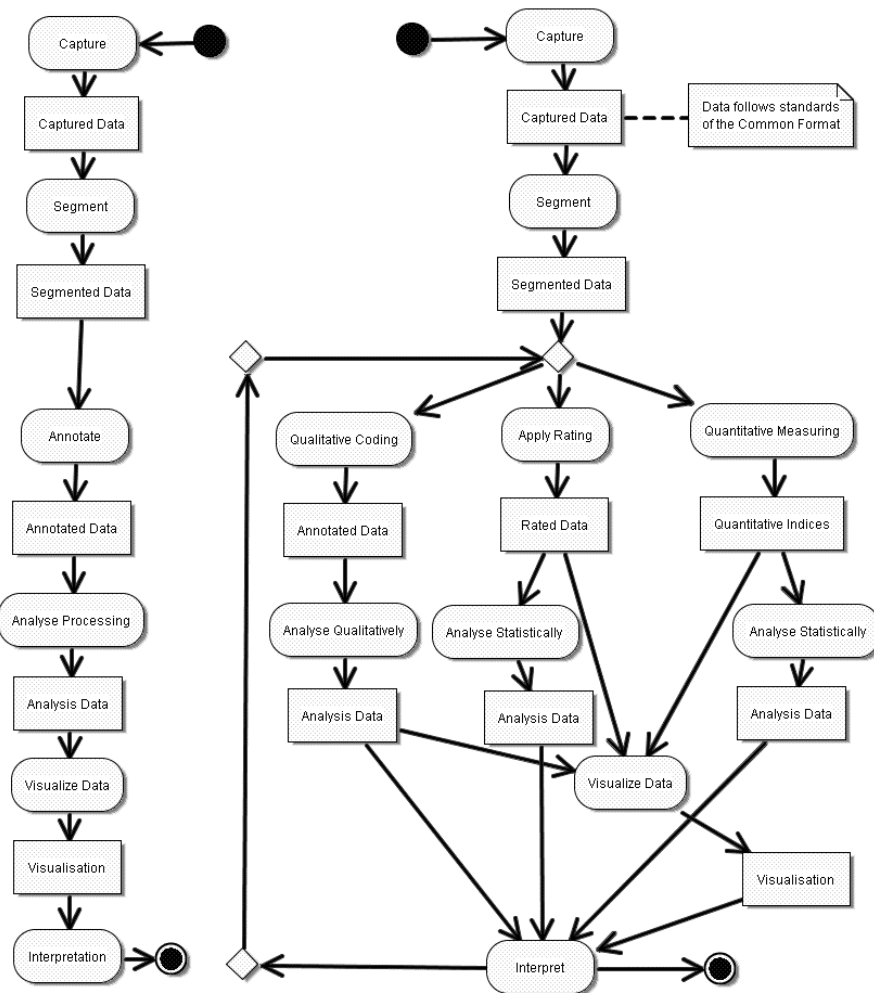 Capture
Captured Data
Segment
Segmented Data
Annotate
Annotated Data
Analyse Processing
Analysis Data
Visualize Data
Visualisation
Interpretation
Capture
Captured Data
Data follows standards
of the Common Format
Segment
Segmented Data
Qualitative Coding
Apply Rating
Quantitative Measuring
Annotated Data
Rated Data
Quantitative Indices
Analyse Qualitatively
Analyse Statistically
Analyse Statistically
Analysis Data
Analysis Data
Analysis Data
Visualize Data
Visualisation
Interpret